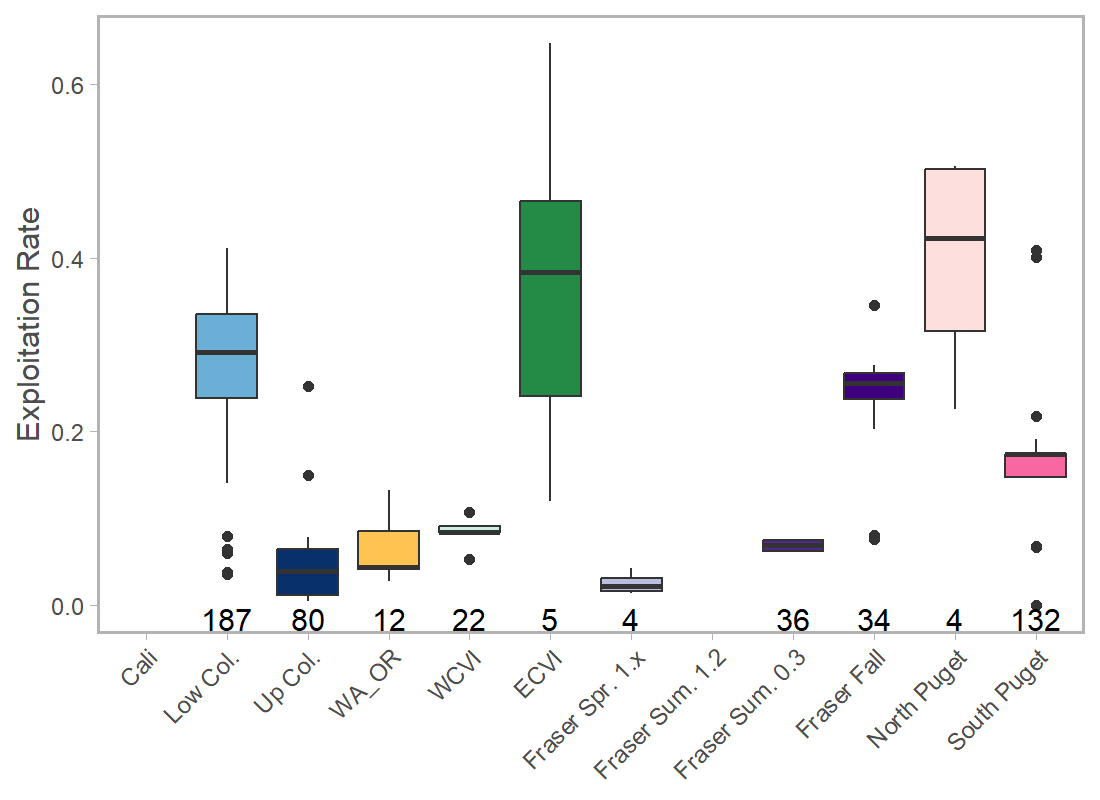 Exploitation Rate
0.6
0.4
0.2
0.0
187 80 12 22 5 4 36 34 4 132
Cali
Low Col.
Up Col.
WA_OR
WCVI
ECVI
Fraser Spr. 1.x
Fraser Sum. 1.2
Fraser Sum. 0.3
Fraser Fall
North Puget
South Puget